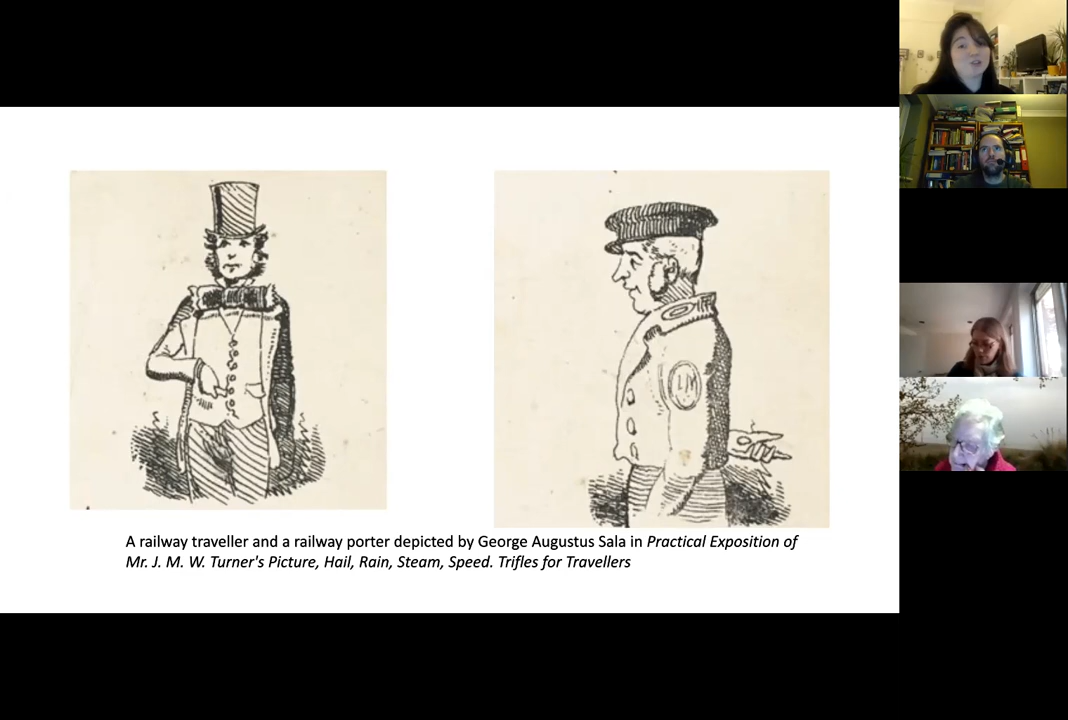 A railway traveller and a railway porter depicted by George Augustus Sala in Practical Exposition of
Mr. J. M. W. Turner's Picture, Hail, Rain, Steam, Speed. Trifles for Travellers